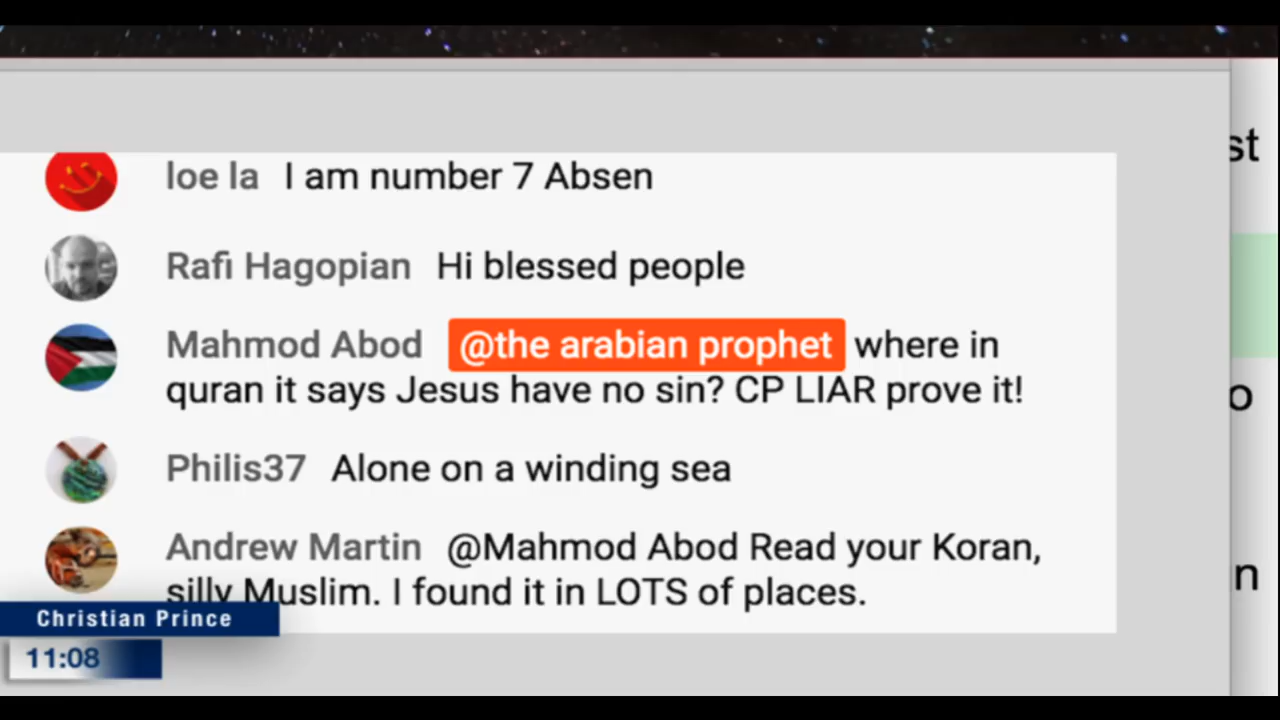 st
loe la I am number 7 Absen
Rafi Hagopian Hi blessed people
Mahmod Abod @the arabian prophet where in
quran it says Jesus have no sin? CP LIAR prove it!
o
Philis37 Alone on a winding sea
Andrew Martin @Mahmod Abod Read your Koran,
n
silly Muslim. I found it in LOTS of places.
Christian Prince
11:08